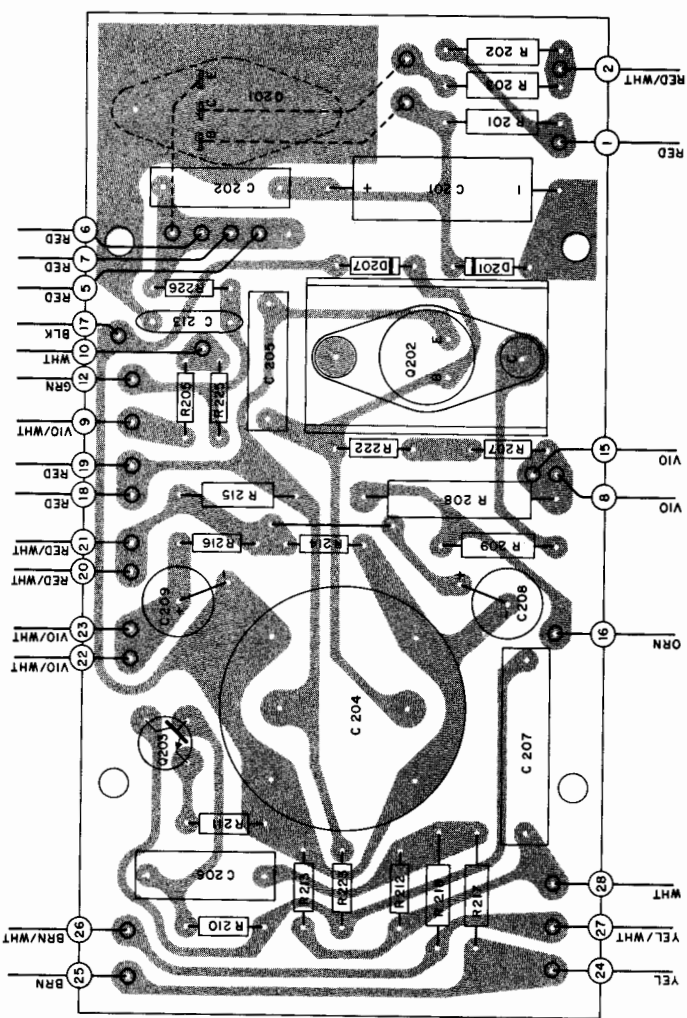 R 202
R 203
R 201
E
C
B
Q201
2
RED/WHT
1
RED
C 202
+
C 201
-
6
RED
7
RED
5
RED
17
BLK
10
WHT
12
GRN
9
VIO/WHT
19
RED
18
RED
21
RED/WHT
20
RED/WHT
23
VIO/WHT
22
VIO/WHT
D207
D201
R226
C 213
C 205
Q202
E
B
C
R205
R225
R222
R207
15
VIO
8
VIO
R 215
R 208
R216
R214
R209
C209
+
C208
+
16
ORN
C 204
Q203
C 207
R211
C 206
R213
R223
R212
R218
R217
R210
26
BRN/WHT
25
BRN
28
WHT
27
YEL/WHT
24
YEL